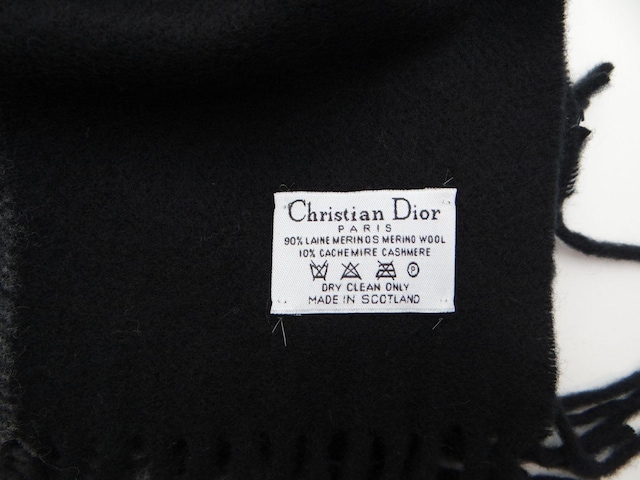 Christian Dior
PARIS
90% LAINE MERINOS MERINO WOOL
10% CACHEMIRE CASHMERE
P
DRY CLEAN ONLY
MADE IN SCOTLAND